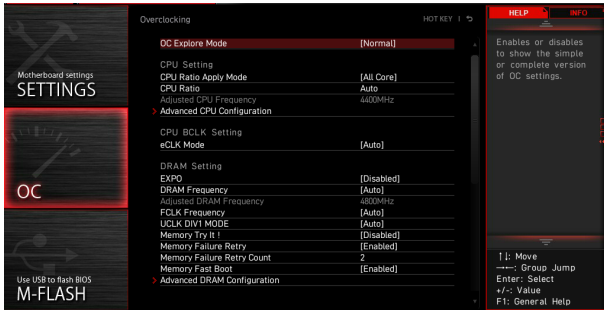 Overclocking
HOT KEY |
HELP
INFO
OC Explore Mode [Normal]
CPU Setting
CPU Ratio Apply Mode [All Core]
CPU Ratio Auto
Adjusted CPU Frequency 4400MHz
> Advanced CPU Configuration
CPU BCLK Setting
eCLK Mode [Auto]
DRAM Setting
EXPO [Disabled]
DRAM Frequency [Auto]
Adjusted DRAM Frequency 4800MHz
FCLK Frequency [Auto]
UCLK DIV1 MODE [Auto]
Memory Try It ! [Disabled]
Memory Failure Retry [Enabled]
Memory Failure Retry Count 2
Memory Fast Boot [Enabled]
> Advanced DRAM Configuration
Motherboard settings
SETTINGS
OC
Use USB to flash BIOS
M-FLASH
Enables or disables
to show the simple
or complete version
of OC settings.
↑↓: Move
→←: Group Jump
Enter: Select
+/-: Value
F1: General Help